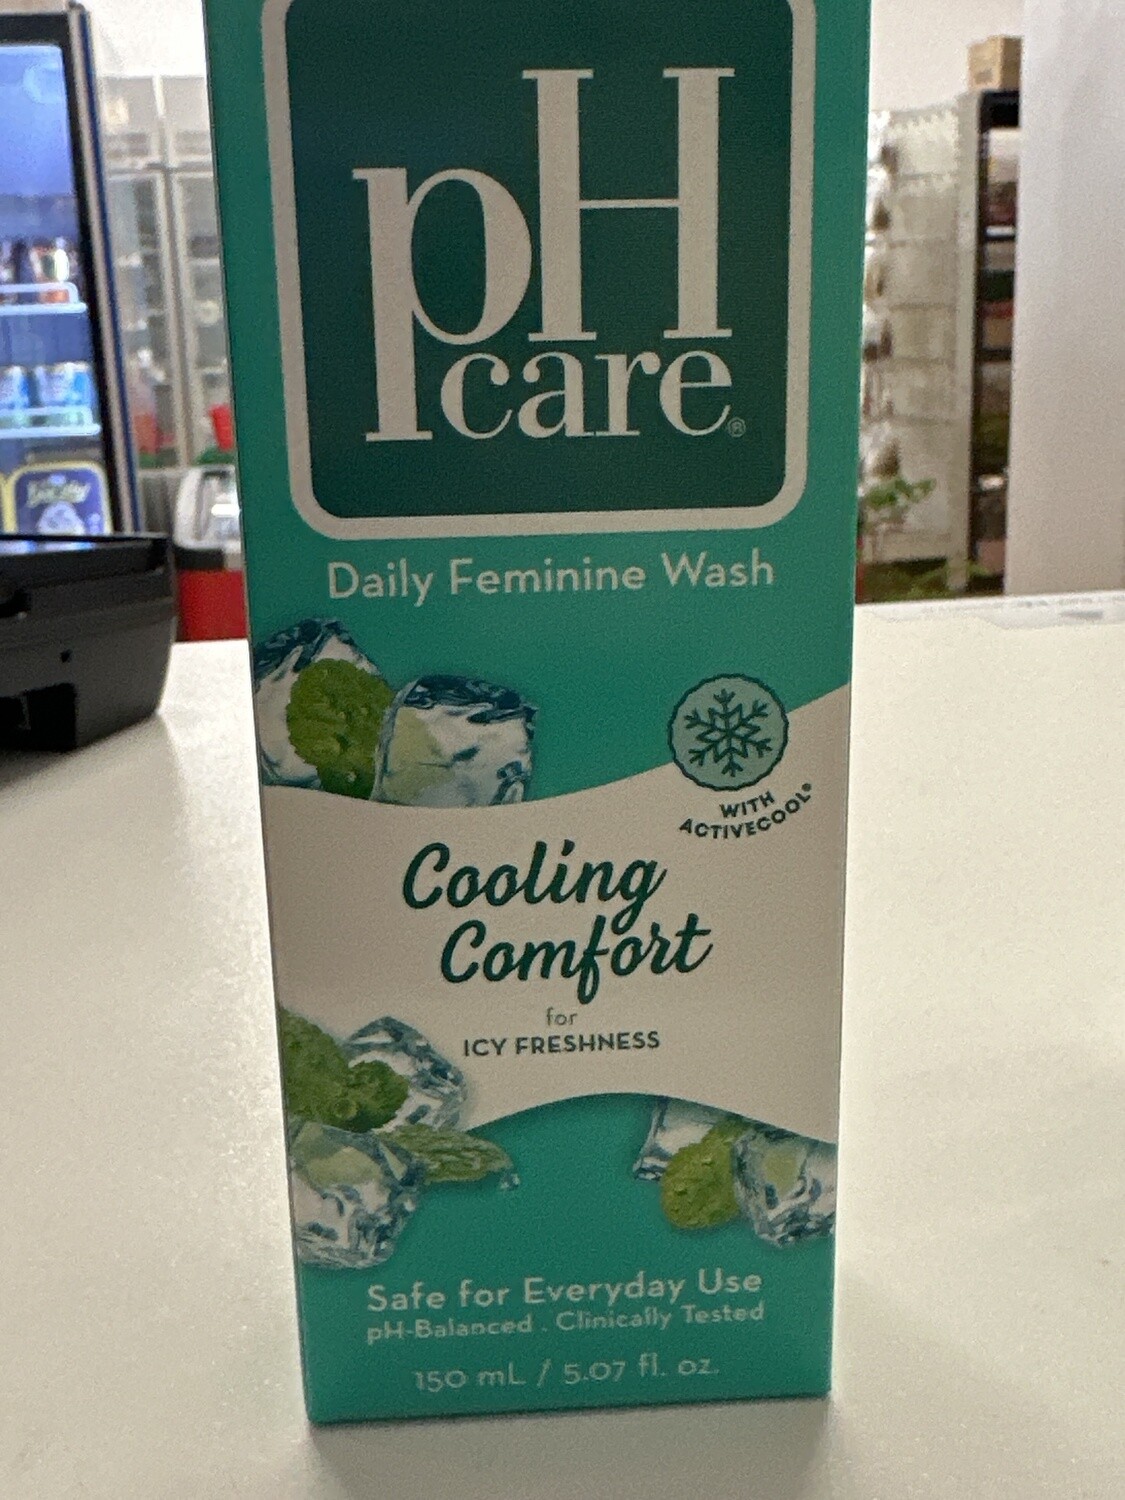 pH
care®
Daily Feminine Wash
WITH
ACTIVECOOL®
Cooling
Comfort
for
ICY FRESHNESS
Safe for Everyday Use
pH-Balanced . Clinically Tested
150 mL / 5.07 fl. oz.